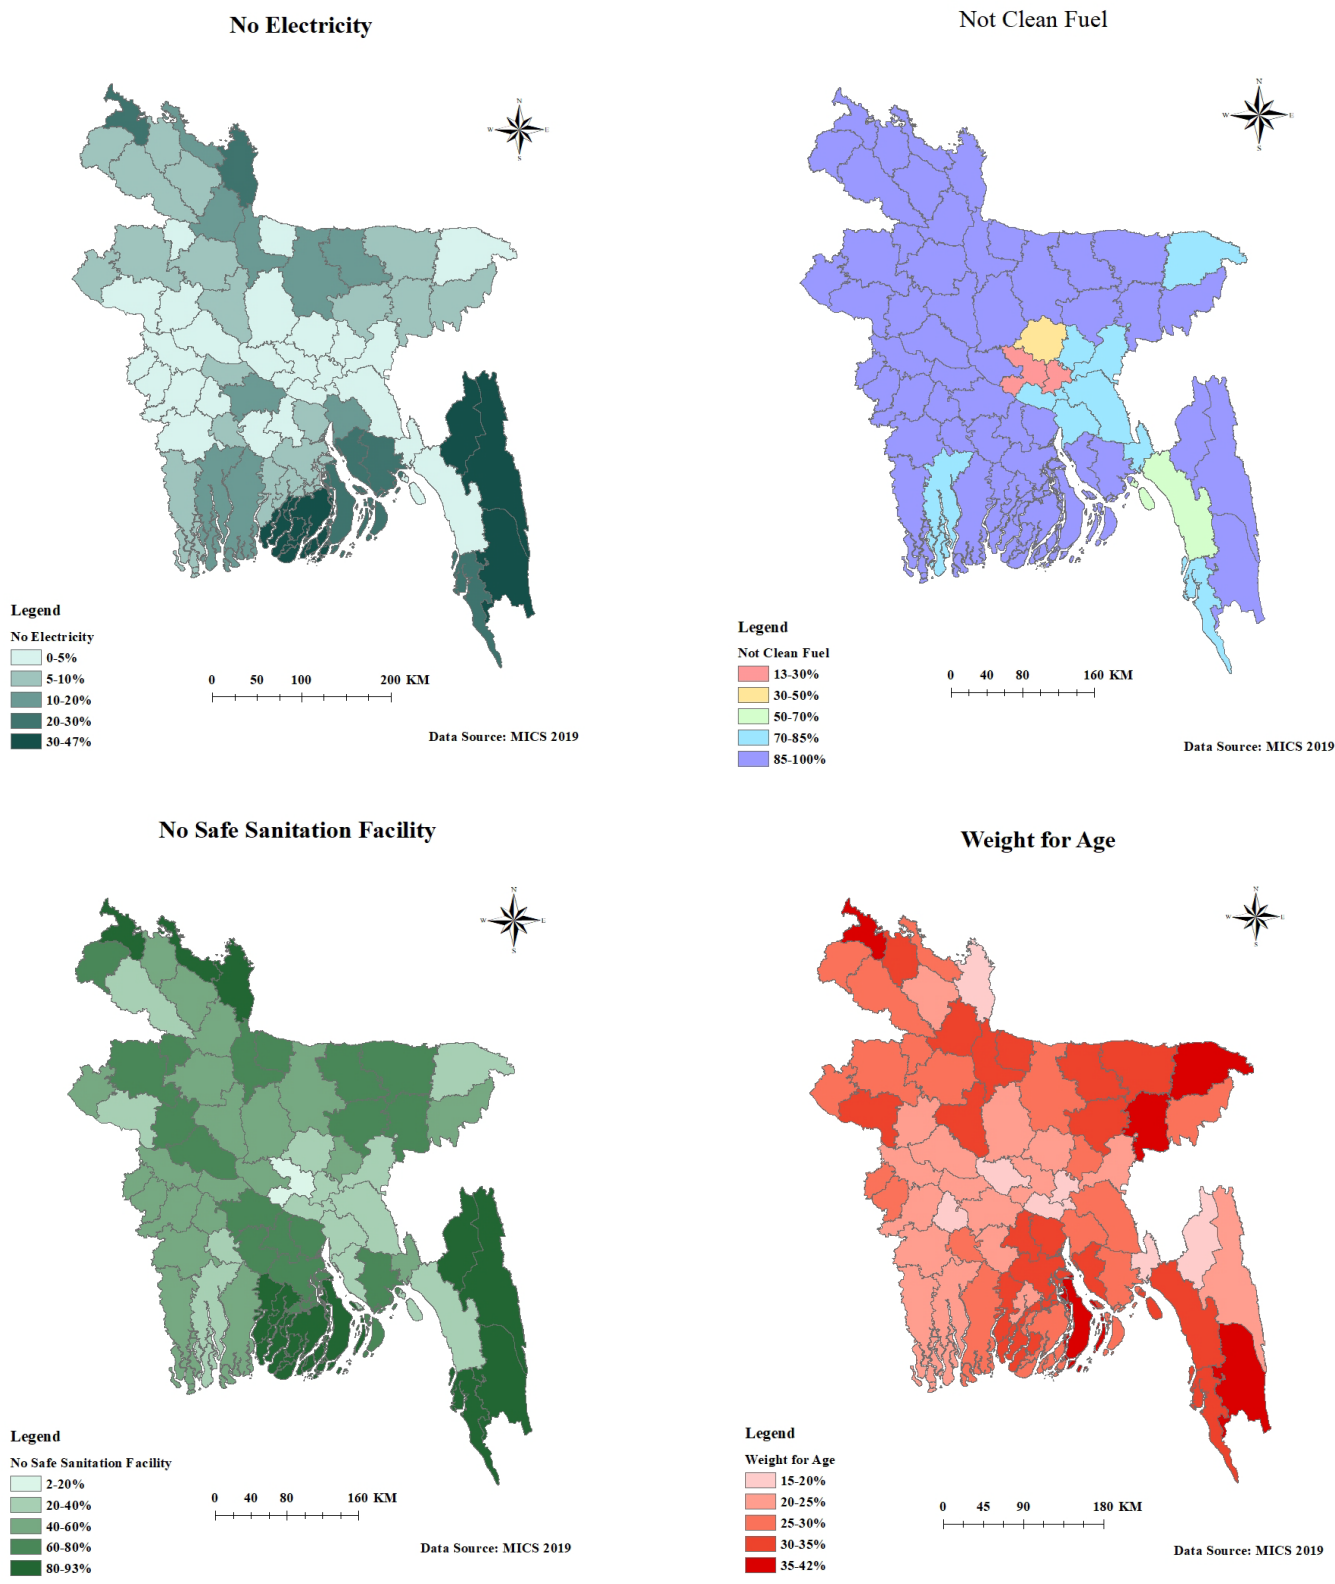 No Electricity
N
W
E
S
Legend
No Electricity
0-5%
5-10%
10-20%
20-30%
30-47%
0 50 100 200 KM
Data Source: MICS 2019
Not Clean Fuel
N
W
E
S
Legend
Not Clean Fuel
13-30%
30-50%
50-70%
70-85%
85-100%
0 40 80 160 KM
Data Source: MICS 2019
No Safe Sanitation Facility
N
W
E
S
Legend
No Safe Sanitation Facility
2-20%
20-40%
40-60%
60-80%
80-93%
0 40 80 160 KM
Data Source: MICS 2019
Weight for Age
N
W
E
S
Legend
Weight for Age
15-20%
20-25%
25-30%
30-35%
35-42%
0 45 90 180 KM
Data Source: MICS 2019